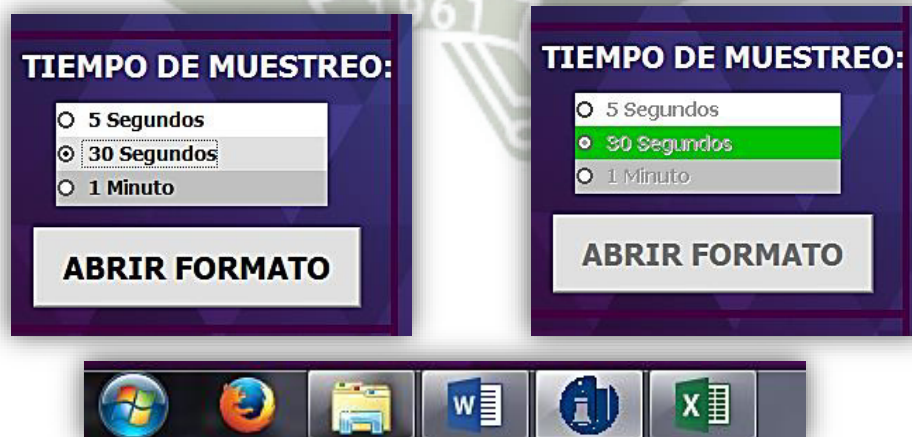 TIEMPO DE MUESTREO:
5 Segundos
30 Segundos
1 Minuto
ABRIR FORMATO
TIEMPO DE MUESTREO:
5 Segundos
30 Segundos
1 Minuto
ABRIR FORMATO
W
X